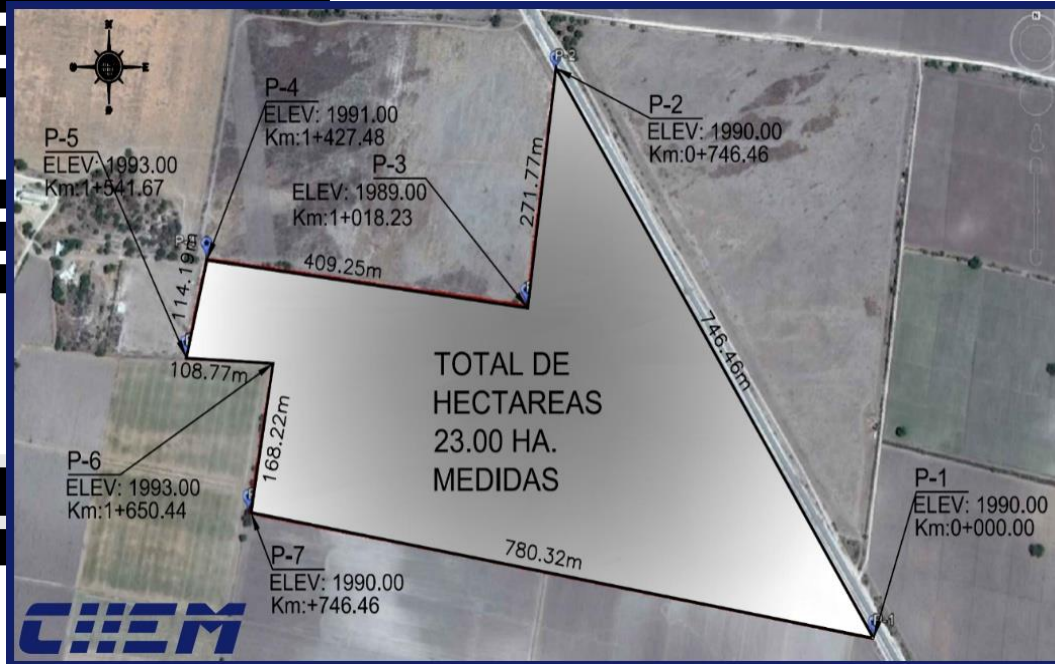 P-2
P-4
ELEV: 1991.00
Km:1+427.48
P-2
ELEV: 1990.00
Km:0+746.46
P-5
ELEV: 1993.00
Km:1+541.67
P-3
ELEV: 1989.00
Km:1+018.23
271.77m
409.25m
114.19m
108.77m
746.46m
TOTAL DE
HECTAREAS
23.00 HA.
MEDIDAS
168.22m
P-6
ELEV: 1993.00
Km:1+650.44
P-1
ELEV: 1990.00
Km:0+000.00
780.32m
P-7
ELEV: 1990.00
Km:+746.46
P-1
CIIEM